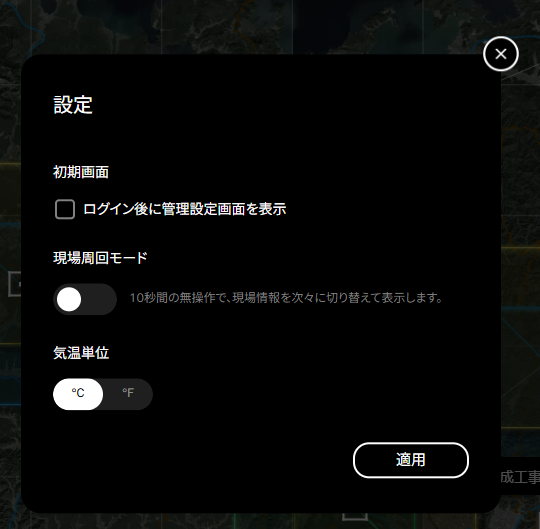 設定
初期画面
ログイン後に管理設定画面を表示
現場周回モード
10秒間の無操作で、現場情報を次々に切り替えて表示します。
気温単位
°C °F
適用
成工事